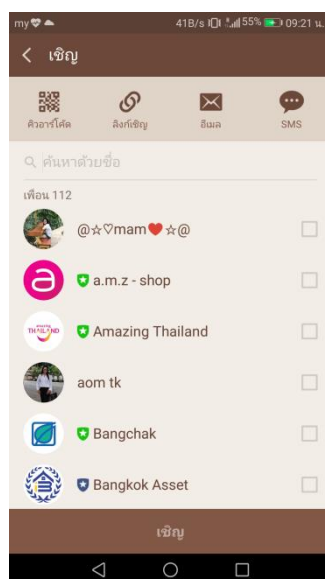 my 41B/s 55% 09:21 น.
เชิญ
คิวอาร์โค้ด ลิงก์เชิญ อีเมล SMS
ค้นหาด้วยชื่อ
เพื่อน 112
@☆♡mam❤☆@
a.m.z - shop
amazing THAILAND
Amazing Thailand
aom tk
Bangchak
Bangkok Asset
เชิญ